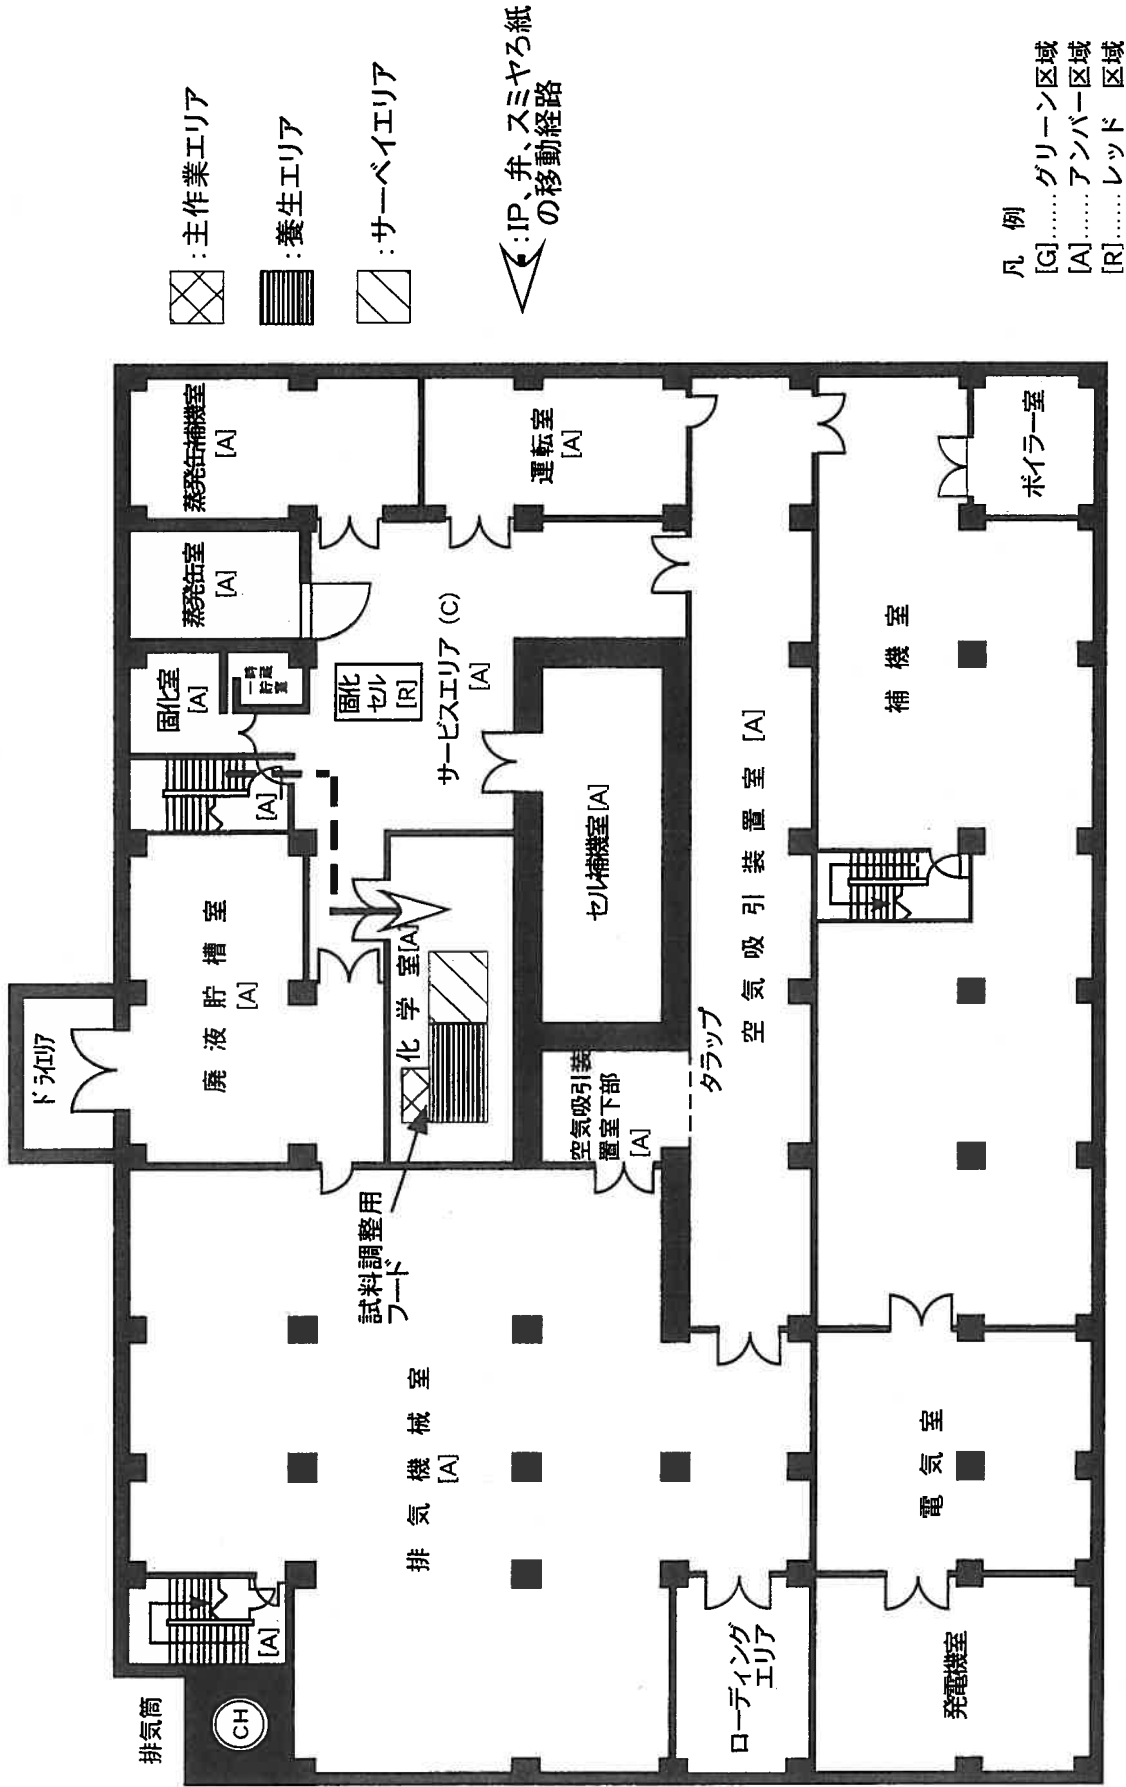 :主作業エリア
:養生エリア
:サーベイエリア
:IP、弁、スミヤろ紙
の移動経路
凡 例
[G]……グリーン区域
[A]……アンバー区域
[R]……レッド 区域
蒸発缶補機室
[A]
運転室
[A]
ボイラー室
蒸発缶室
[A]
固化室
[A]
一時
貯蔵
室
固化
セル
[R]
サービスエリア (C)
[A]
補 機 室
[A]
セル補機室[A]
空 気 吸 引 装 置 室 [A]
廃 液 貯 槽 室
[A]
化 学 室[A]
ドライエリア
タラップ
空気吸引装
置室下部
[A]
試料調整用
フード
排 気 機 械 室
[A]
電 気 室
[A]
排気筒
CH
ローディング
エリア
発電機室